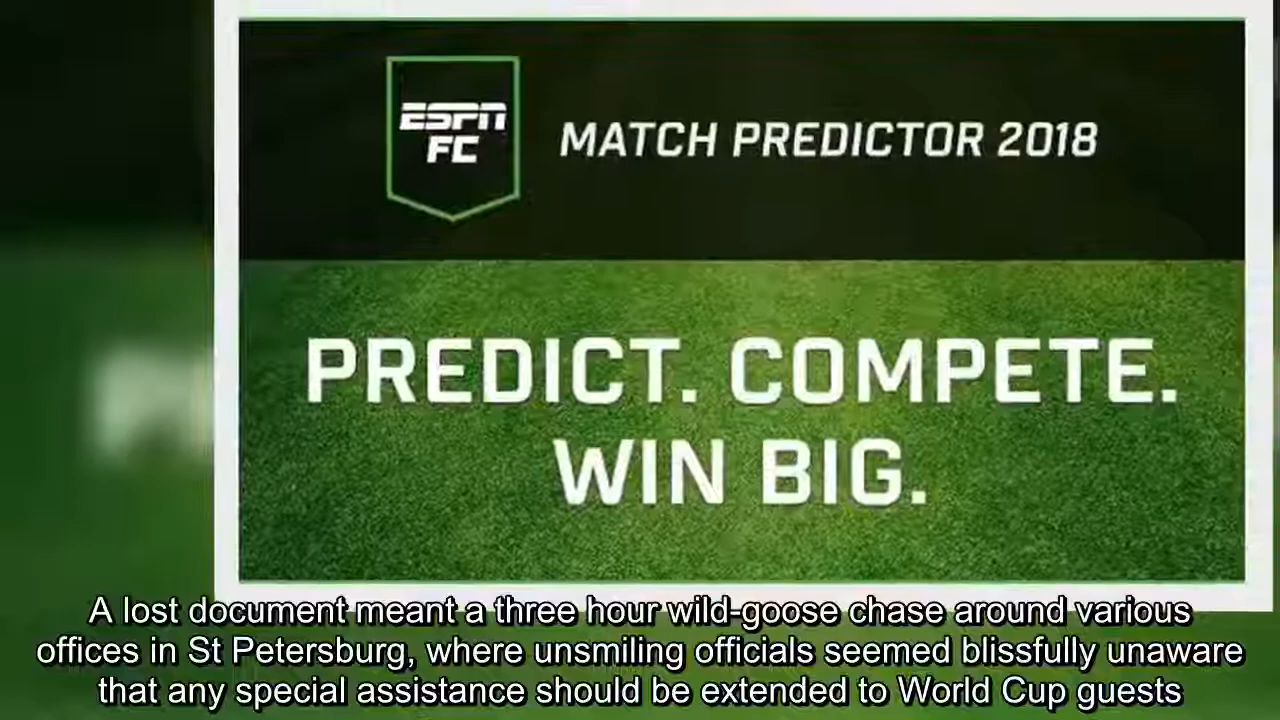 ESPN
FC
MATCH PREDICTOR 2018
PREDICT. COMPETE.
WIN BIG.
A lost document meant a three hour wild-goose chase around various
offices in St Petersburg, where unsmiling officials seemed blissfully unaware
that any special assistance should be extended to World Cup guests